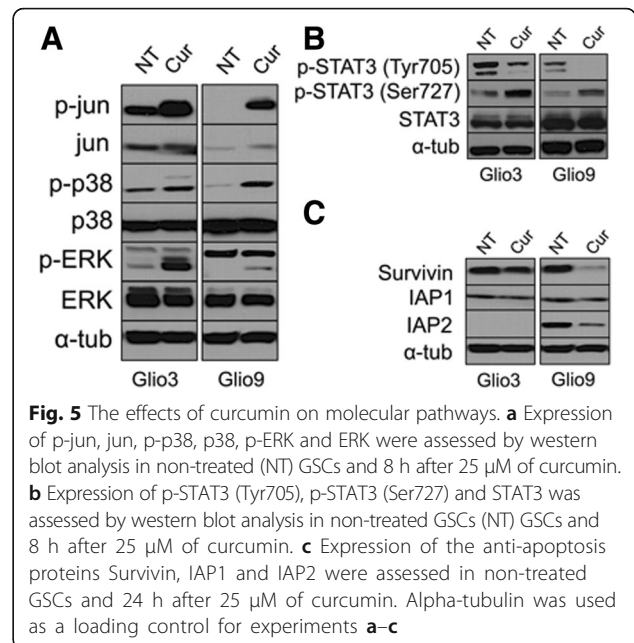 A
NT Cur NT Cur
p-jun
jun
p-p38
p38
p-ERK
ERK
α-tub
Glio3 Glio9
B
NT Cur NT Cur
p-STAT3 (Tyr705)
p-STAT3 (Ser727)
STAT3
α-tub
Glio3 Glio9
C
NT Cur NT Cur
Survivin
IAP1
IAP2
α-tub
Glio3 Glio9
Fig. 5 The effects of curcumin on molecular pathways. a Expression
of p-jun, jun, p-p38, p38, p-ERK and ERK were assessed by western
blot analysis in non-treated (NT) GSCs and 8 h after 25 μM of curcumin.
b Expression of p-STAT3 (Tyr705), p-STAT3 (Ser727) and STAT3 was
assessed by western blot analysis in non-treated GSCs (NT) GSCs and
8 h after 25 μM of curcumin. c Expression of the anti-apoptosis
proteins Survivin, IAP1 and IAP2 were assessed in non-treated
GSCs and 24 h after 25 μM of curcumin. Alpha-tubulin was used
as a loading control for experiments a–c